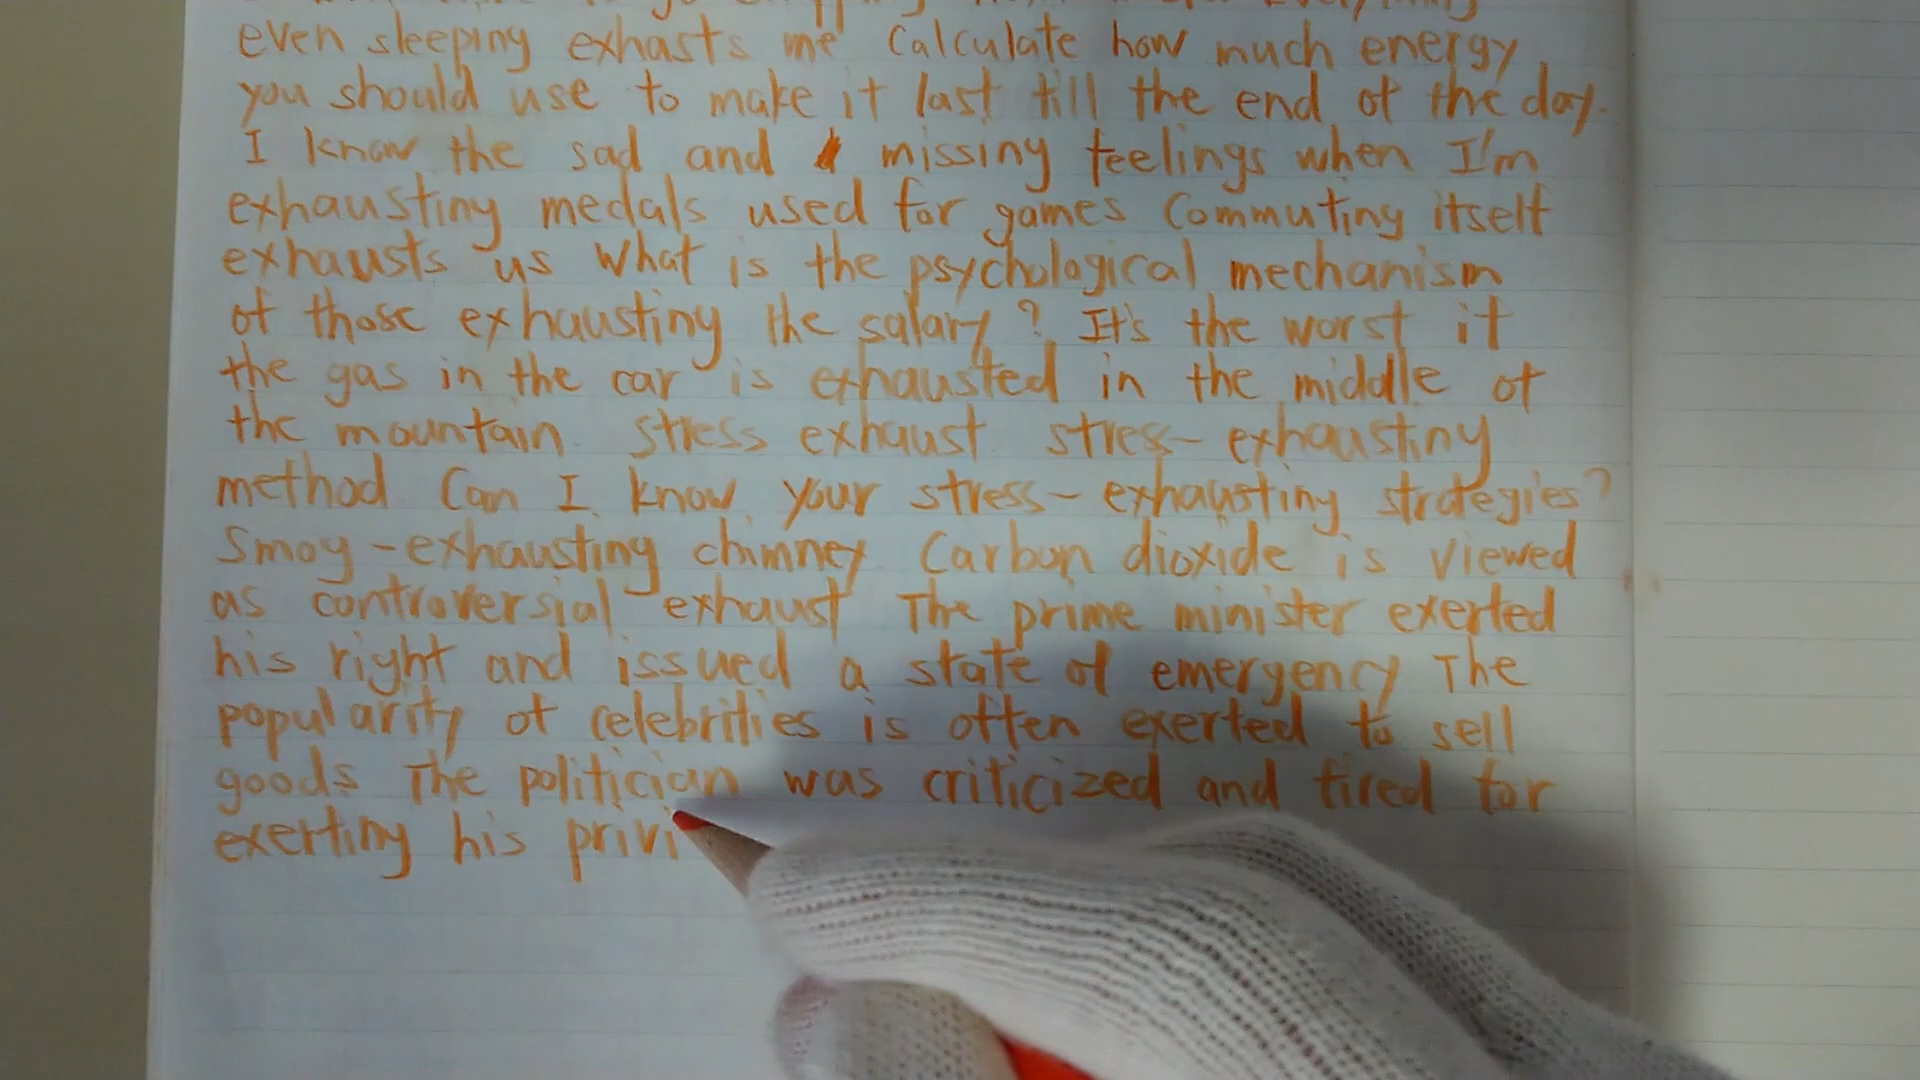 even sleeping exhasts me Calculate how much energy
you should use to make it last till the end of the day.
I know the sad and missing feelings when I'm
exhausting medals used for games Commuting itself
exhausts us What is the psychological mechanism
of those exhausting the salary? It's the worst if
the gas in the car is exhausted in the middle of
the mountain Stress exhaust stress-exhausting
method Can I know your stress-exhausting strategies?
Smog-exhausting chimney Carbon dioxide is viewed
as controversial exhaust The prime minister exerted
his right and issued a state of emergency The
popularity of celebrities is often exerted to sell
goods The politician was criticized and fired for
exerting his privi